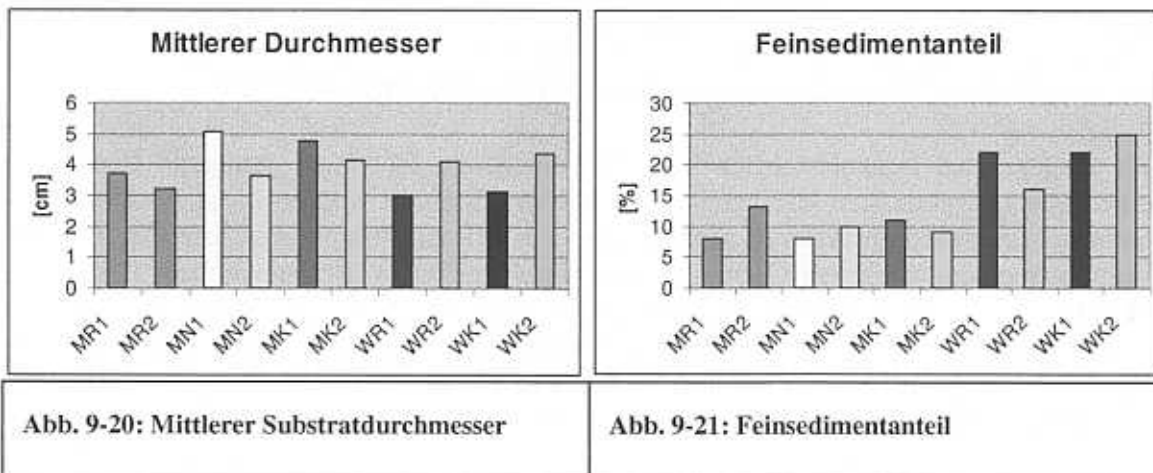 Mittlerer Durchmesser
[cm]
6
5
4
3
2
1
0
MR1 MR2 MN1 MN2 MK1 MK2 WR1 WR2 WK1 WK2
Feinsedimentanteil
[%]
30
25
20
15
10
5
0
MR1 MR2 MN1 MN2 MK1 MK2 WR1 WR2 WK1 WK2
Abb. 9-20: Mittlerer Substratdurchmesser
Abb. 9-21: Feinsedimentanteil